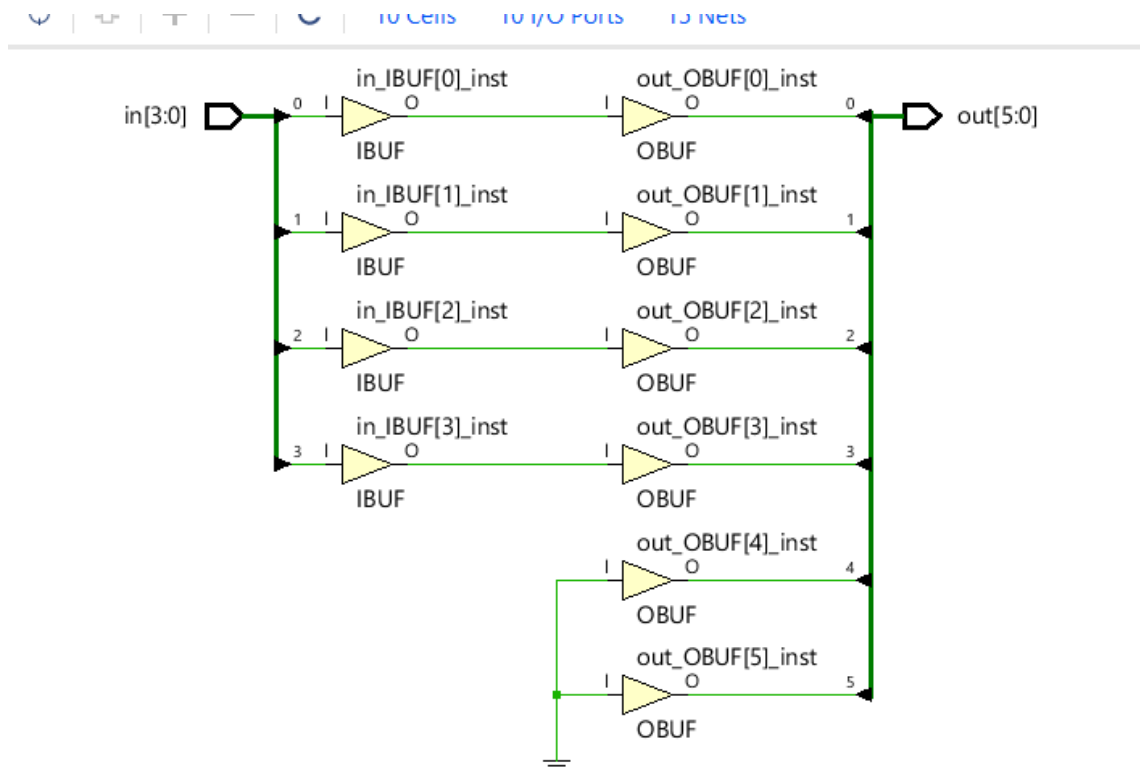 10 Cells 10 I/O Ports 15 Nets
in_IBUF[0]_inst out_OBUF[0]_inst
in[3:0] 0 I O I O 0 out[5:0]
IBUF OBUF
in_IBUF[1]_inst out_OBUF[1]_inst
1 I O I O 1
IBUF OBUF
in_IBUF[2]_inst out_OBUF[2]_inst
2 I O I O 2
IBUF OBUF
in_IBUF[3]_inst out_OBUF[3]_inst
3 I O I O 3
IBUF OBUF
out_OBUF[4]_inst
I O 4
OBUF
out_OBUF[5]_inst
I O 5
OBUF